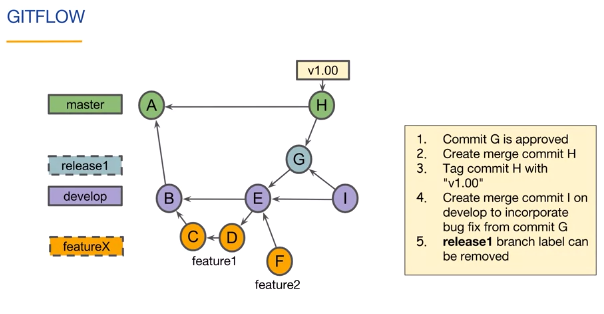 GITFLOW
v1.00
master
A
H
release1
G
develop
B
E
I
C
D
featureX
feature1
F
feature2
1. Commit G is approved
2. Create merge commit H
3. Tag commit H with
"v1.00"
4. Create merge commit I on
develop to incorporate
bug fix from commit G
5. release1 branch label can
be removed